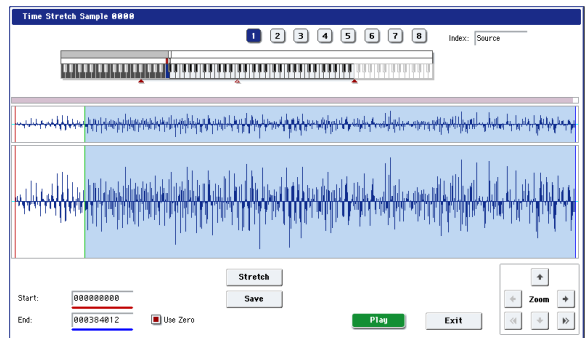 Time Stretch Sample 0000
1 2 3 4 5 6 7 8 Index: Source
Stretch
Start: 000000000 Save Zoom
End: 000384012 Use Zero Play Exit